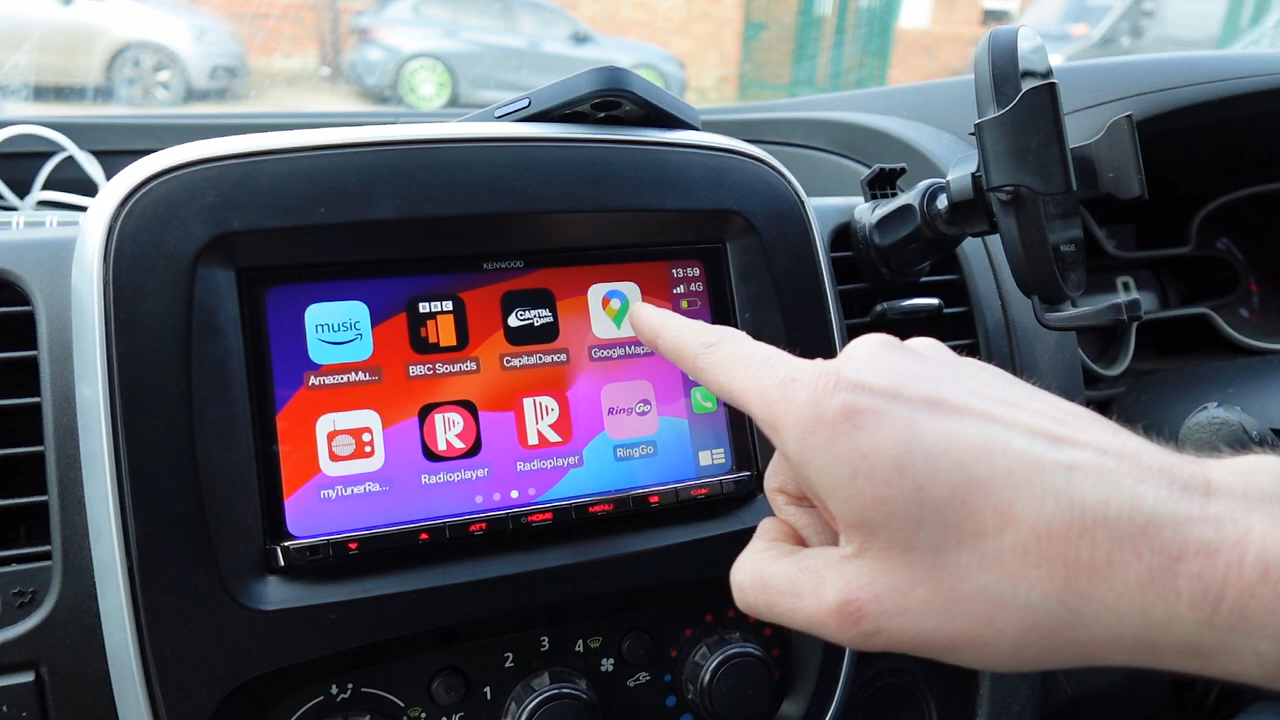 KENWOOD
13:59
4G
music
BBC
CAPITAL
DANCE
AmazonMu...
BBC Sounds
CapitalDance
Google Maps
R
R
RingGo
myTunerRa...
Radioplayer
Radioplayer
RingGo
ATT
HOME
MENU
CAM
1
2
3
4